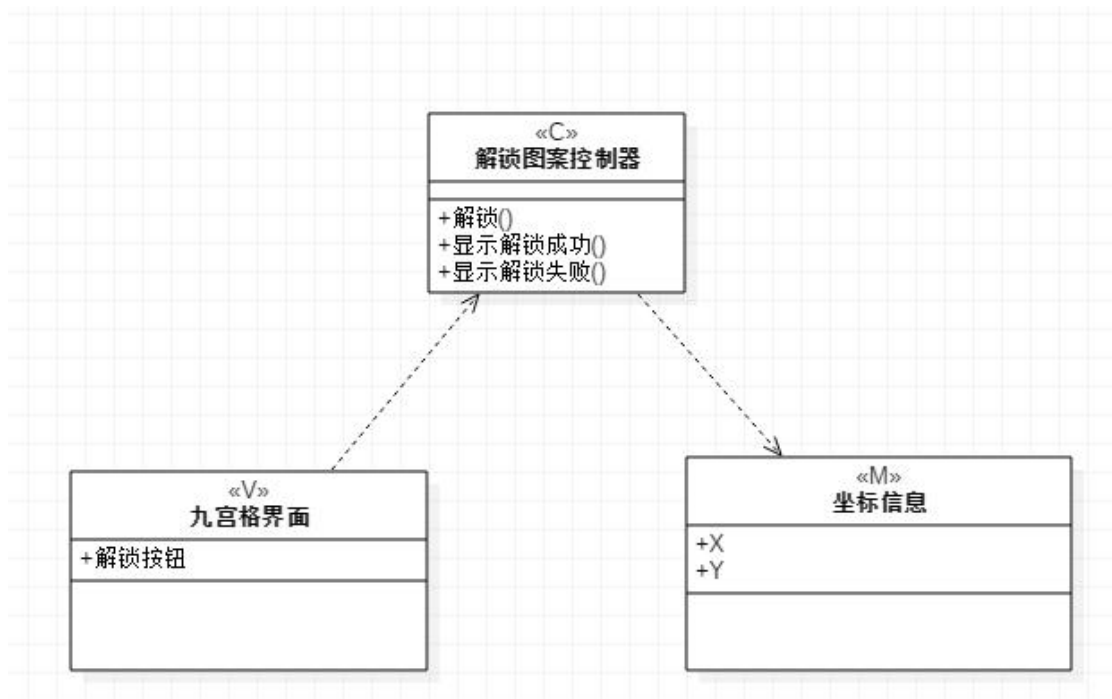 «C»
解锁图案控制器
+解锁()
+显示解锁成功()
+显示解锁失败()
«V»
九宫格界面
+解锁按钮
«M»
坐标信息
+X
+Y